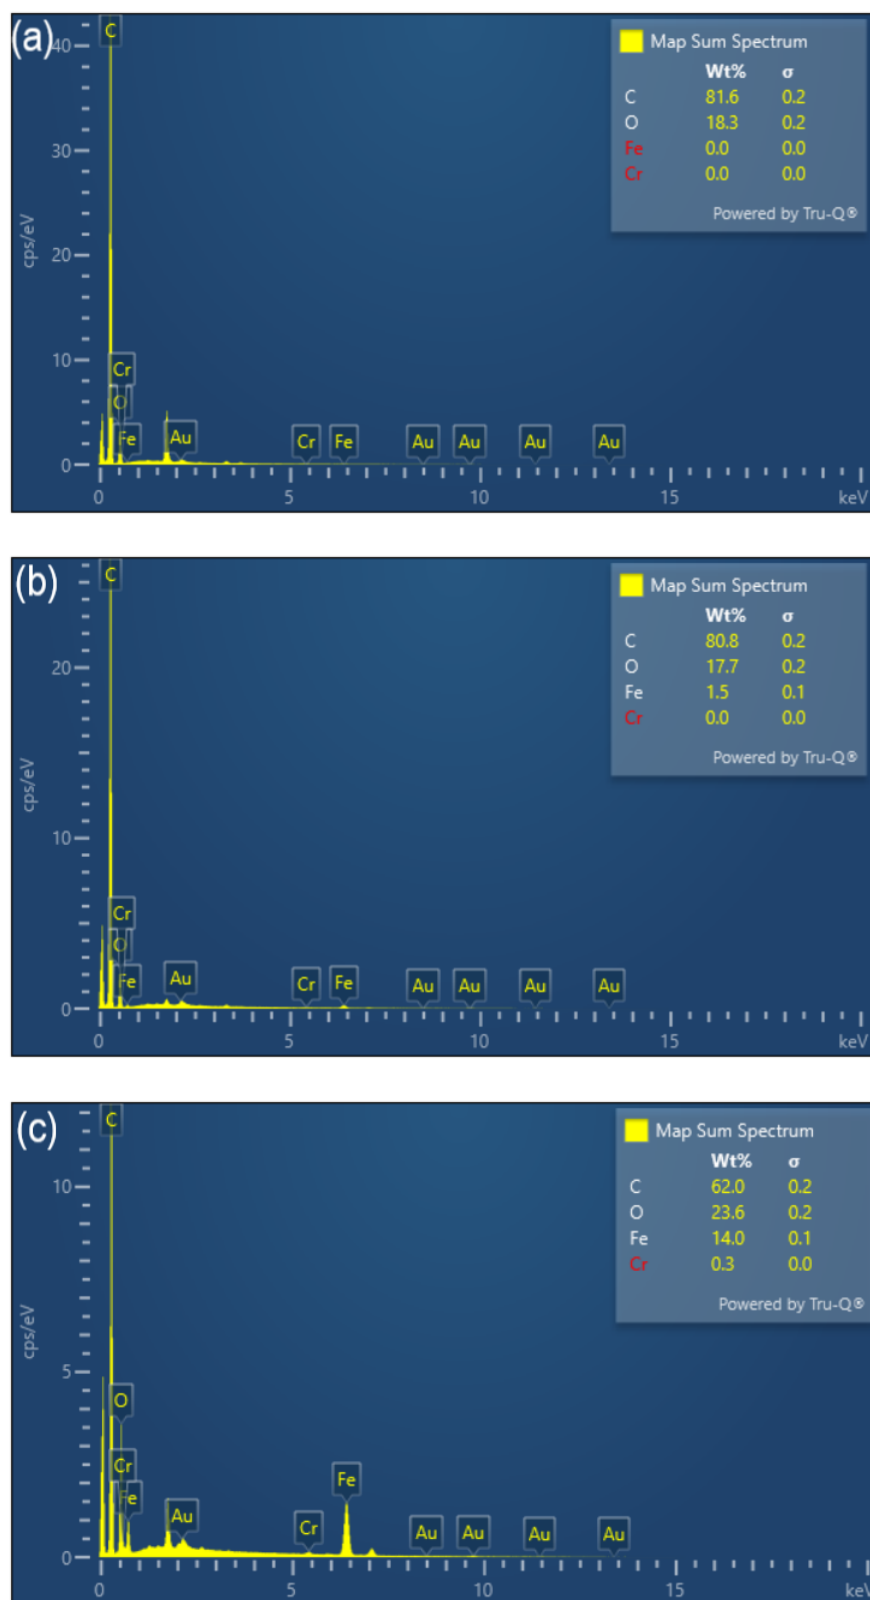 (a)
Map Sum Spectrum
Wt% σ
C 81.6 0.2
O 18.3 0.2
Fe 0.0 0.0
Cr 0.0 0.0
Powered by Tru-Q®
C
40
30
20
10
0
cps/eV
Cr
O
Fe
Au
Cr
Fe
Au
Au
Au
Au
0 5 10 15 keV
(b)
Map Sum Spectrum
Wt% σ
C 80.8 0.2
O 17.7 0.2
Fe 1.5 0.1
Cr 0.0 0.0
Powered by Tru-Q®
C
20
10
0
cps/eV
Cr
O
Fe
Au
Cr
Fe
Au
Au
Au
Au
0 5 10 15 keV
(c)
Map Sum Spectrum
Wt% σ
C 62.0 0.2
O 23.6 0.2
Fe 14.0 0.1
Cr 0.3 0.0
Powered by Tru-Q®
C
10
5
0
cps/eV
O
Cr
Fe
Au
Cr
Fe
Au
Au
Au
Au
0 5 10 15 keV